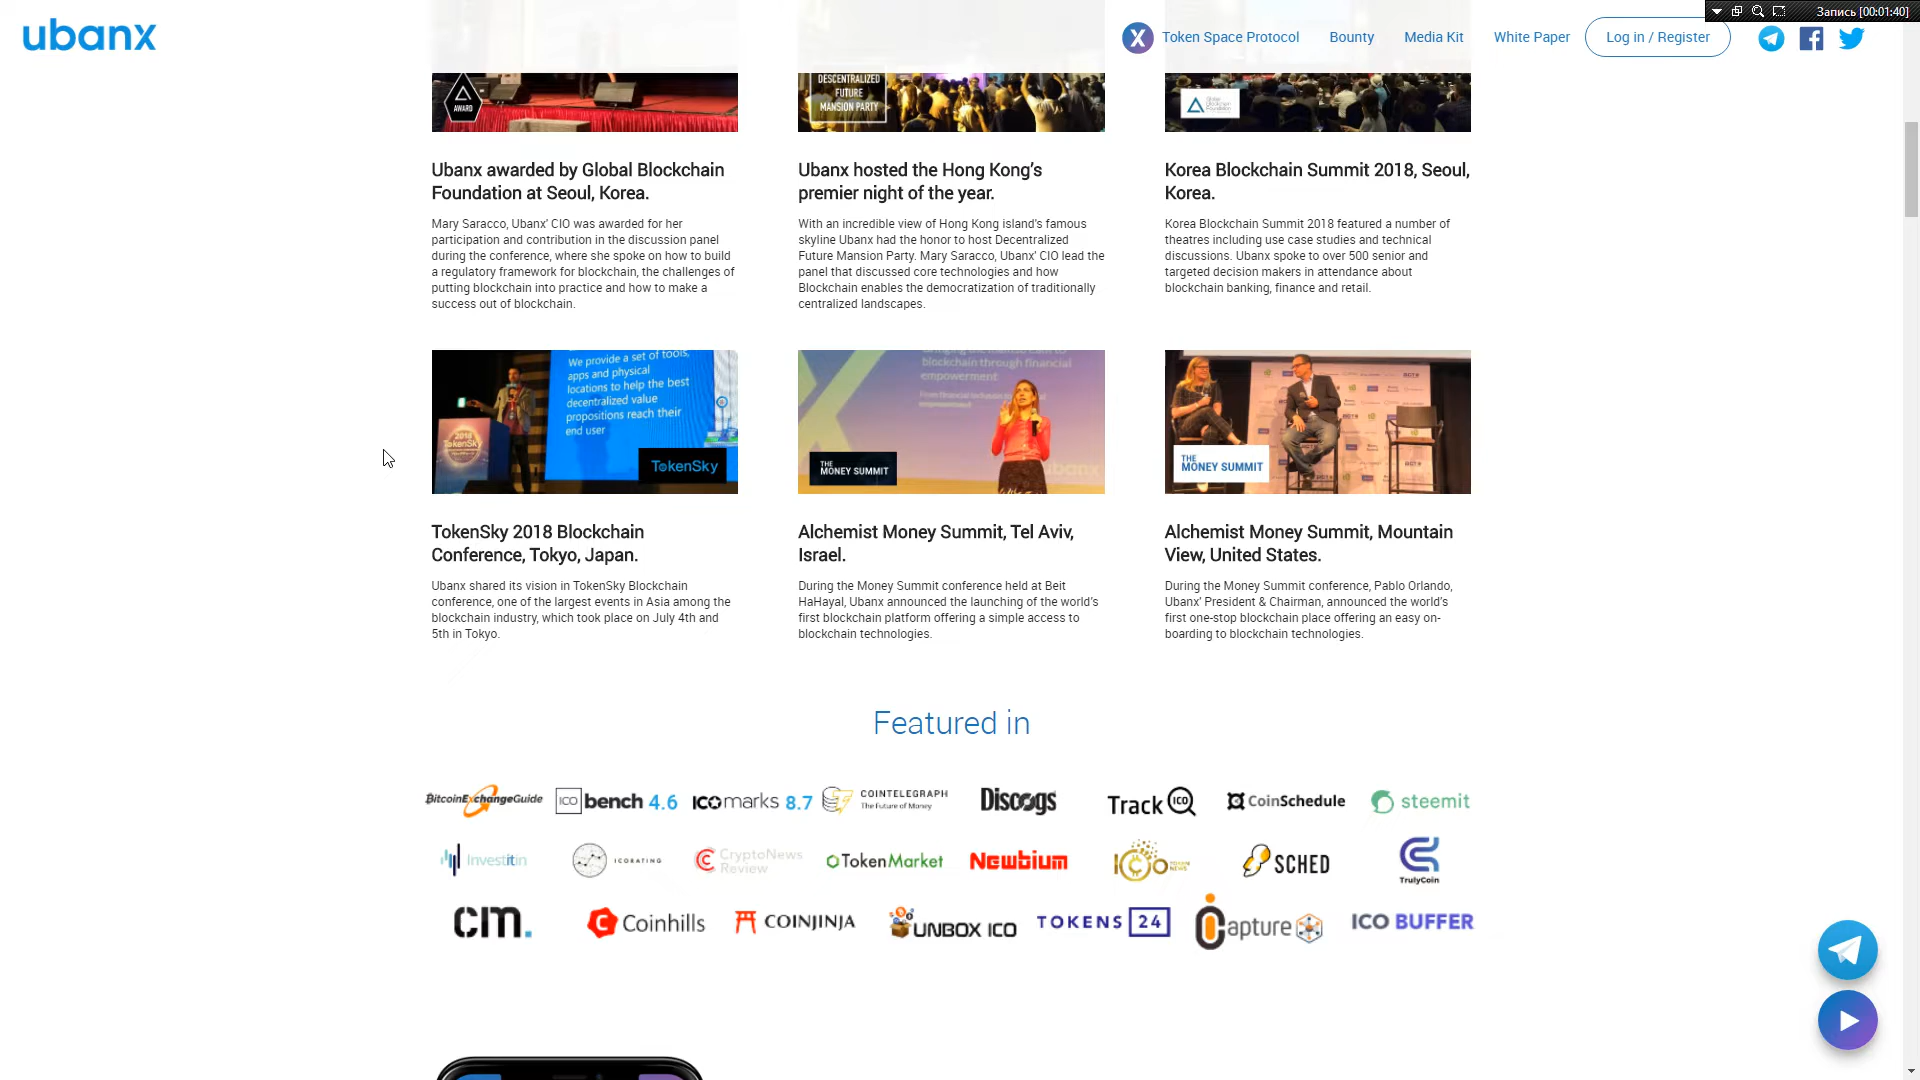 Запись [00:01:40]
ubanx
Token Space Protocol
Bounty
Media Kit
White Paper
Log in / Register
AWARD
DESCENTRALIZED
FUTURE
MANSION PARTY
Ubanx awarded by Global Blockchain
Foundation at Seoul, Korea.
Mary Saracco, Ubanx' CIO was awarded for her
participation and contribution in the discussion panel
during the conference, where she spoke on how to build
a regulatory framework for blockchain, the challenges of
putting blockchain into practice and how to make a
success out of blockchain.
Ubanx hosted the Hong Kong’s
premier night of the year.
With an incredible view of Hong Kong island's famous
skyline Ubanx had the honor to host Decentralized
Future Mansion Party. Mary Saracco, Ubanx' CIO lead the
panel that discussed core technologies and how
Blockchain enables the democratization of traditionally
centralized landscapes.
Korea Blockchain Summit 2018, Seoul,
Korea.
Korea Blockchain Summit 2018 featured a number of
theatres including use case studies and technical
discussions. Ubanx spoke to over 500 senior and
targeted decision makers in attendance about
blockchain banking, finance and retail.
We provide a set of tools,
apps and physical
locations to help the best
decentralized value
propositions reach their
end user
2018
TokenSky
TokenSky
blockchain through financial
empowerment
THE
MONEY SUMMIT
THE
MONEY SUMMIT
TokenSky 2018 Blockchain
Conference, Tokyo, Japan.
Ubanx shared its vision in TokenSky Blockchain
conference, one of the largest events in Asia among the
blockchain industry, which took place on July 4th and
5th in Tokyo.
Alchemist Money Summit, Tel Aviv,
Israel.
During the Money Summit conference held at Beit
HaHayal, Ubanx announced the launching of the world's
first blockchain platform offering a simple access to
blockchain technologies.
Alchemist Money Summit, Mountain
View, United States.
During the Money Summit conference, Pablo Orlando,
Ubanx' President & Chairman, announced the world's
first one-stop blockchain place offering an easy on-
boarding to blockchain technologies.
Featured in
BitcoinExchangeGuide
ICO bench 4.6
ICOmarks 8.7
COINTELEGRAPH
The Future of Money
Discogs
Track ICO
CoinSchedule
steemit
Investitin
ICORATING
CryptoNews
Review
TokenMarket
Newbium
ICO TOKEN NEWS
SCHED
TrulyCoin
cm.
Coinhills
COINJINJA
UNBOX ICO
TOKENS 24
iCapture
ICO BUFFER